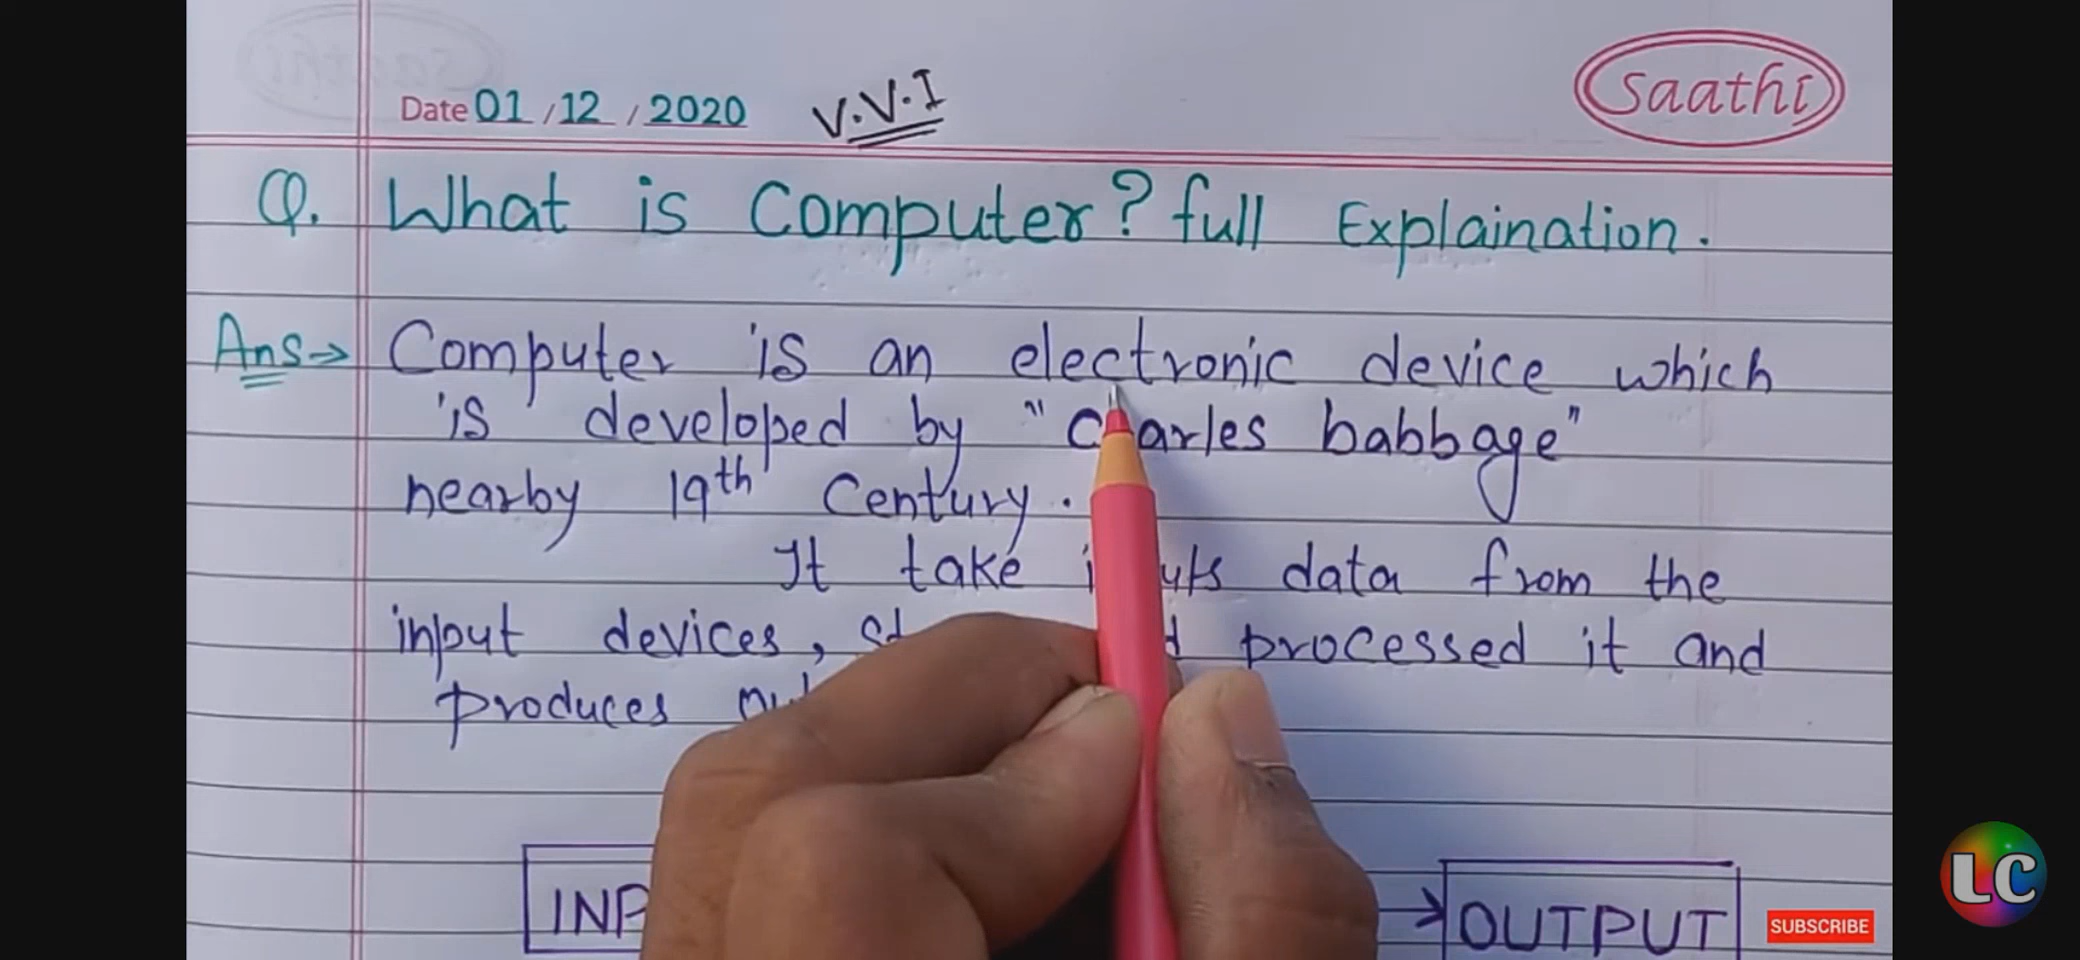 Saathi
Date 01/12/2020 V.V.I
Q. What is Computer? full Explaination.
Ans→ Computer is an electronic device which
is developed by "Charles babbage"
nearby 19th Century.
It take data from the
input devices, processed it and
produces
OUTPUT
LC
SUBSCRIBE